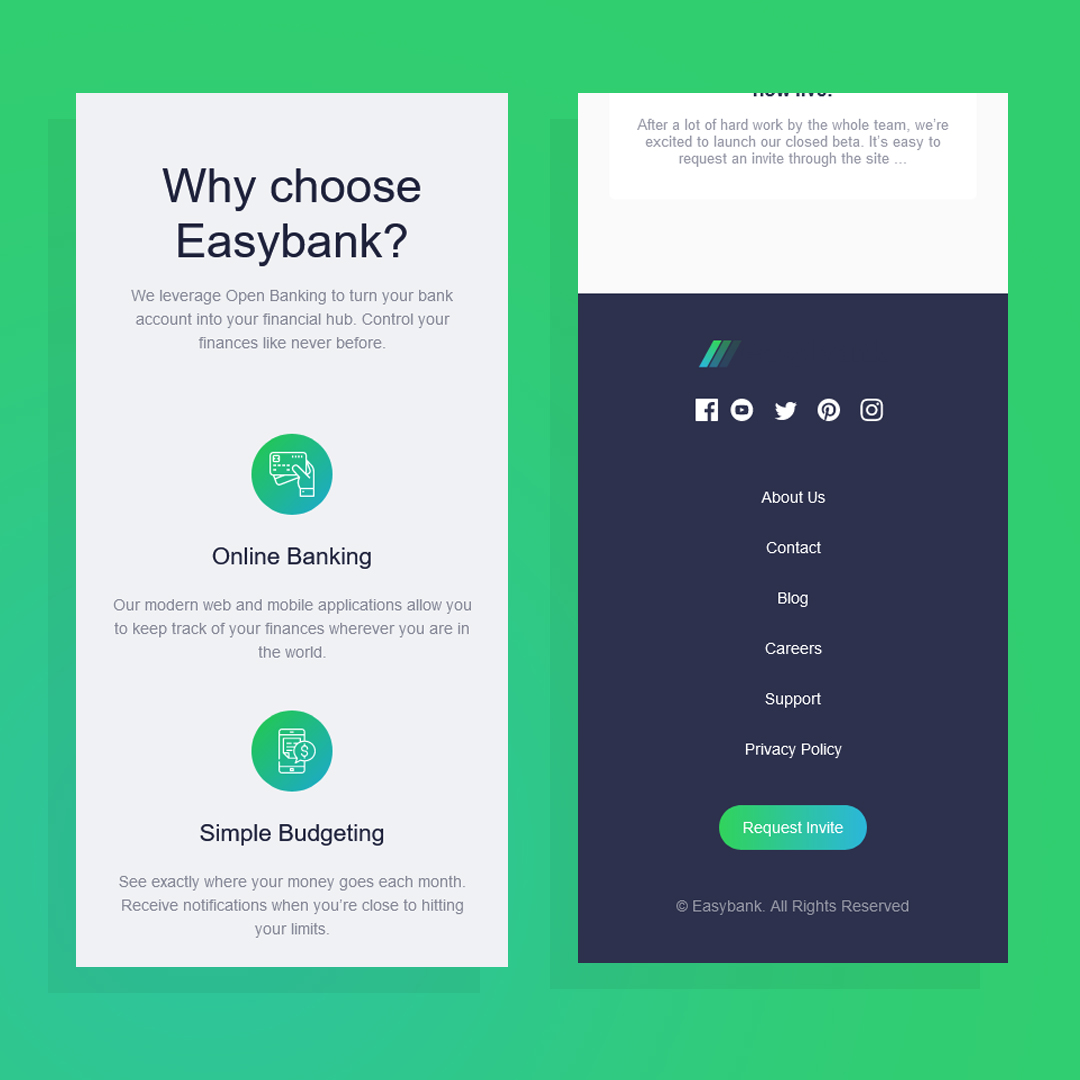 Why choose
Easybank?
We leverage Open Banking to turn your bank
account into your financial hub. Control your
finances like never before.
Online Banking
Our modern web and mobile applications allow you
to keep track of your finances wherever you are in
the world.
Simple Budgeting
See exactly where your money goes each month.
Receive notifications when you’re close to hitting
your limits.
now live!
After a lot of hard work by the whole team, we’re
excited to launch our closed beta. It’s easy to
request an invite through the site ...
About Us
Contact
Blog
Careers
Support
Privacy Policy
Request Invite
© Easybank. All Rights Reserved